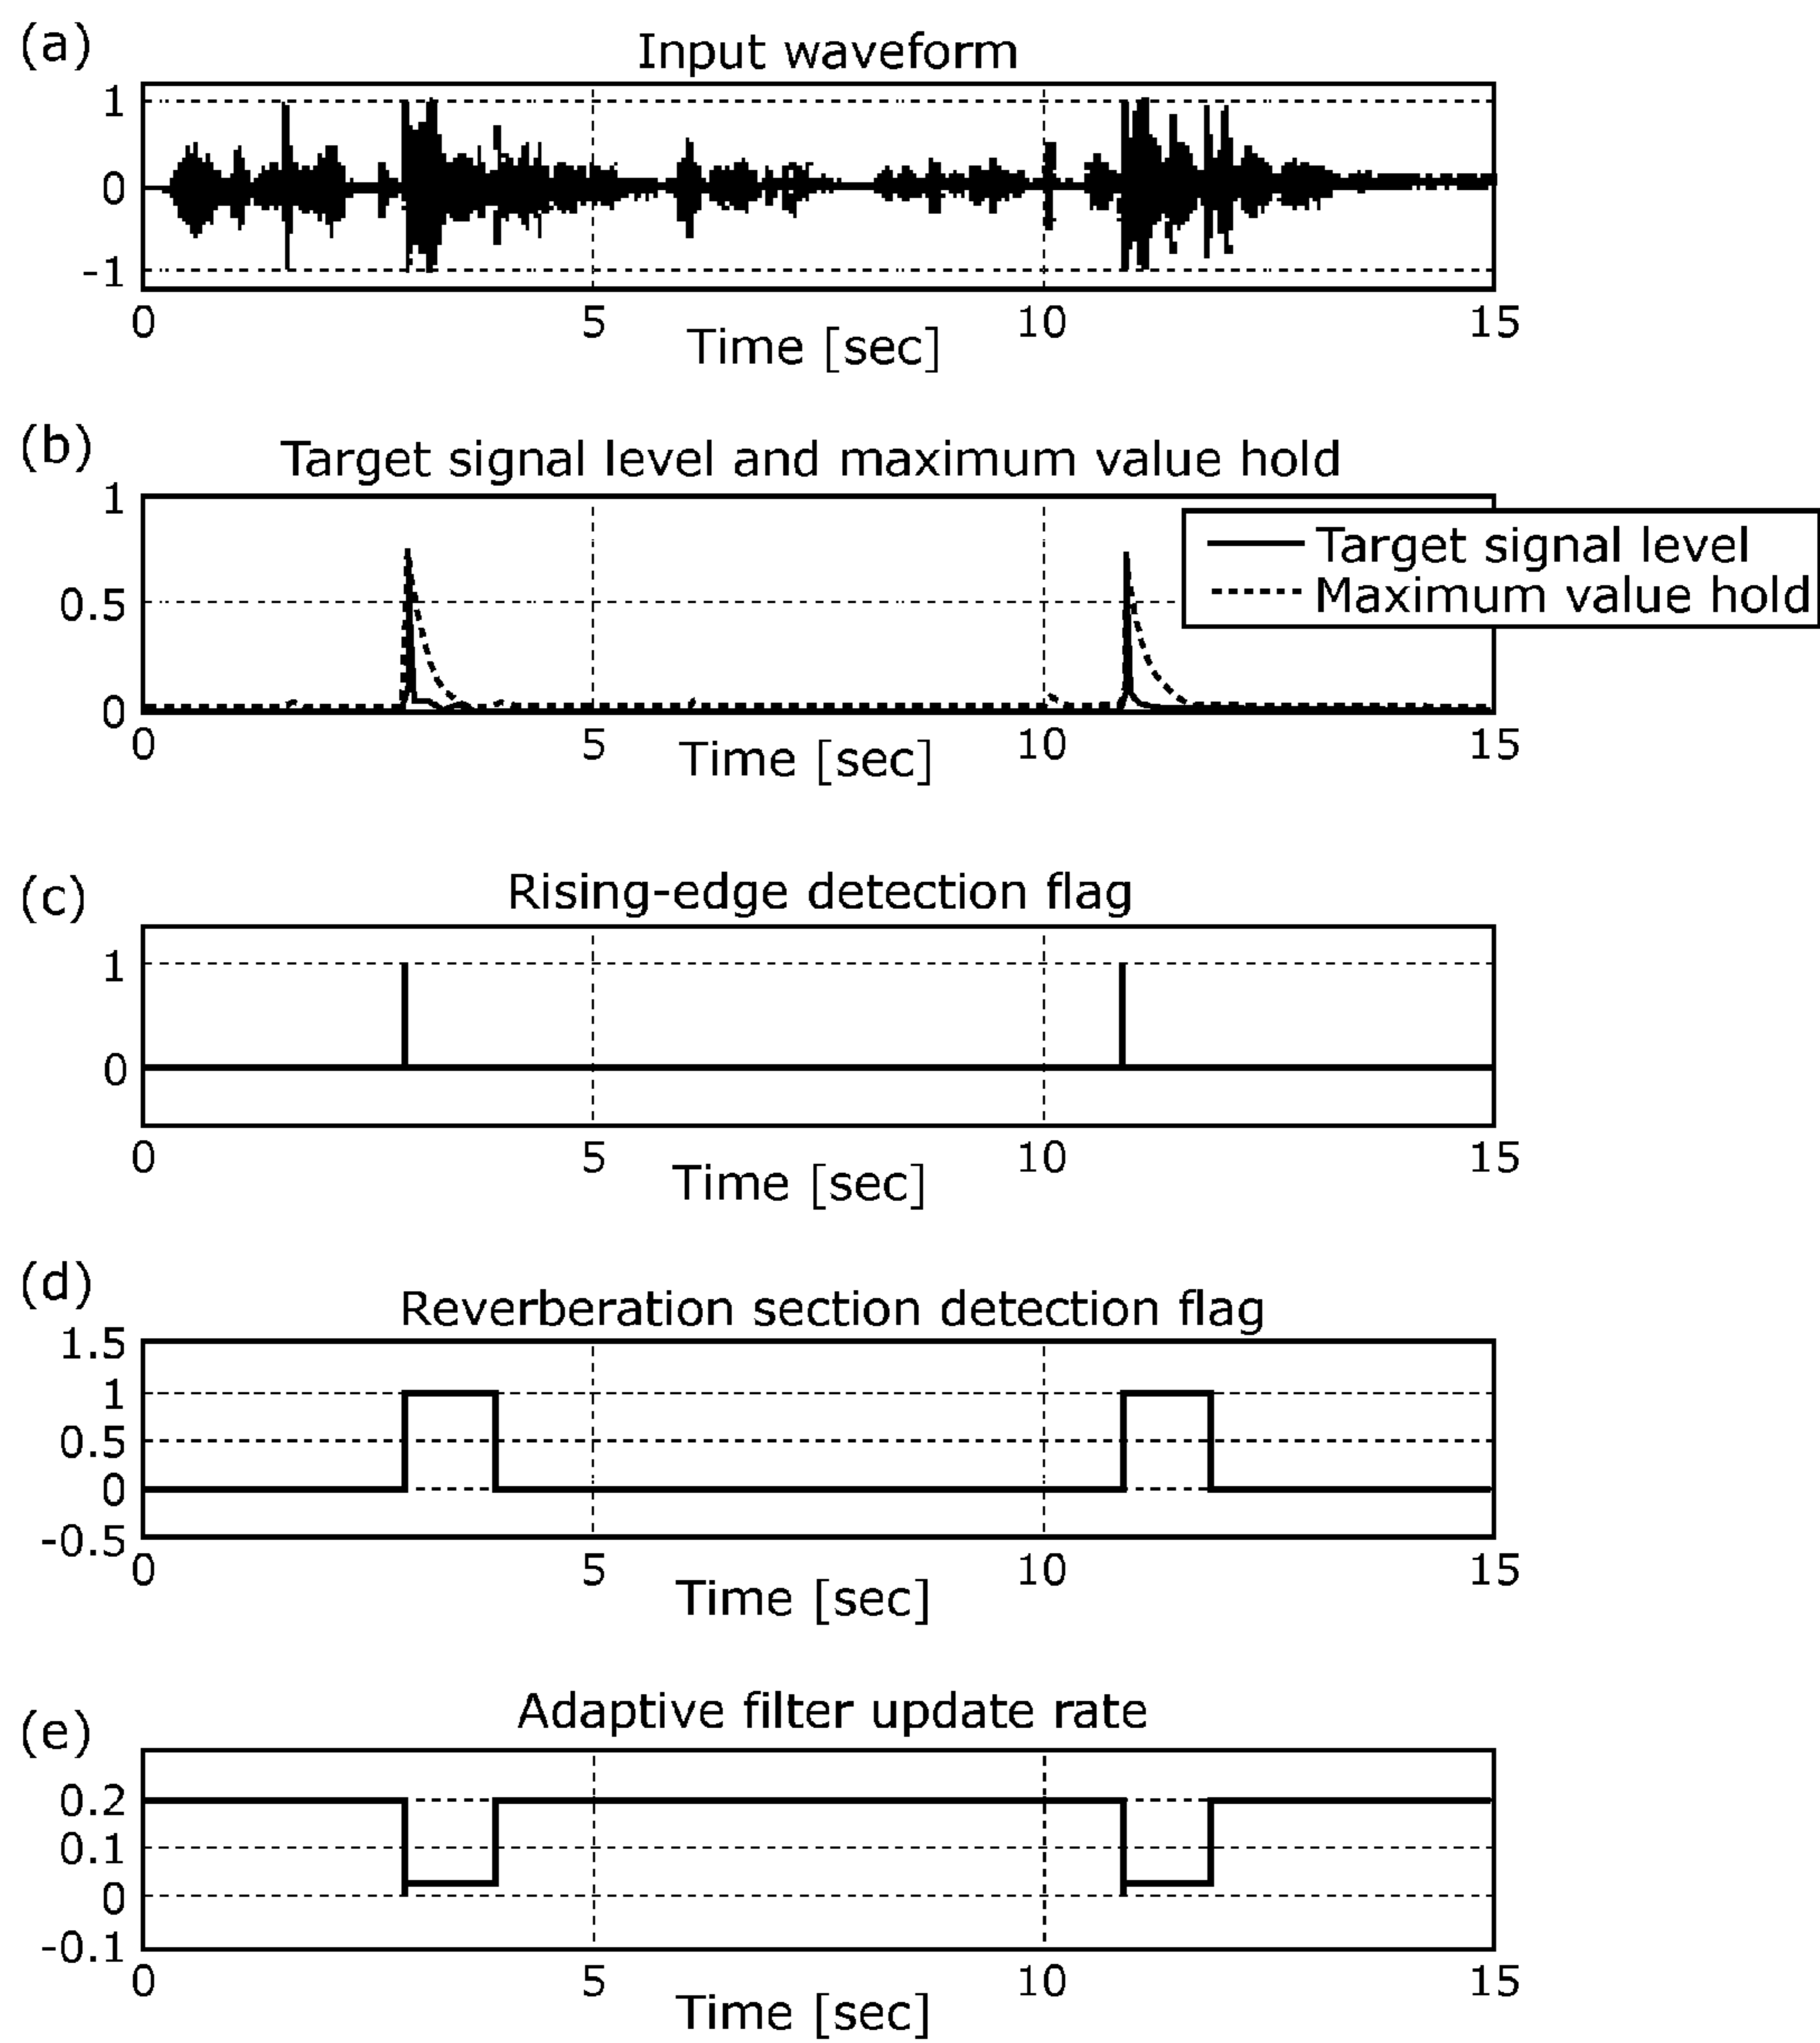 (a)
Input waveform
1
0
-1
0 5 10 15
Time [sec]
(b)
Target signal level and maximum value hold
1
Target signal level
Maximum value hold
0.5
0
0 5 10 15
Time [sec]
(c)
Rising-edge detection flag
1
0
0 5 10 15
Time [sec]
(d)
Reverberation section detection flag
1.5
1
0.5
0
-0.5
0 5 10 15
Time [sec]
(e)
Adaptive filter update rate
0.2
0.1
0
-0.1
0 5 10 15
Time [sec]